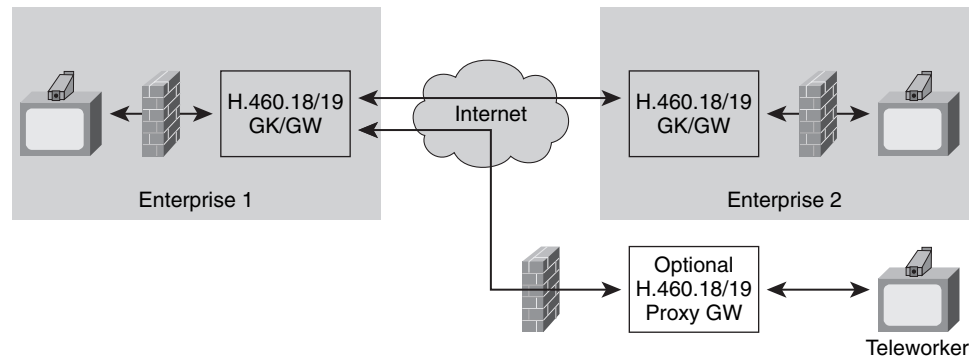 H.460.18/19
GK/GW
Enterprise 1
Internet
H.460.18/19
GK/GW
Enterprise 2
Optional
H.460.18/19
Proxy GW
Teleworker